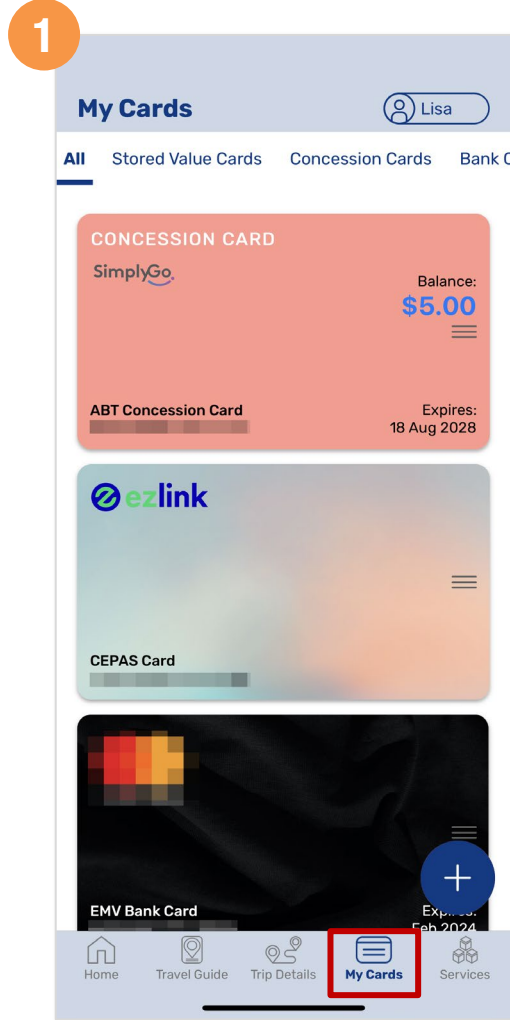 1
My Cards
Lisa
All Stored Value Cards Concession Cards Bank
CONCESSION CARD
SimplyGo.
Balance:
$5.00
ABT Concession Card
Expires:
18 Aug 2028
ezlink
CEPAS Card
EMV Bank Card
Feb 2024
Home Travel Guide Trip Details My Cards Services